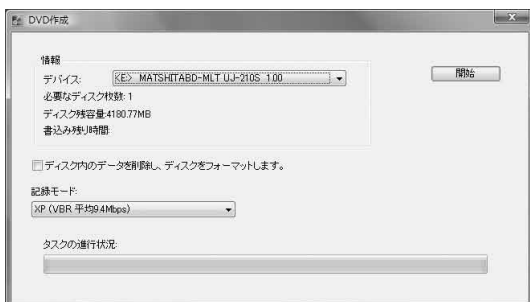 DVD作成
情報
デバイス: <E:> MATSHITABD-MLT UJ-210S 1.00
開始
必要なディスク枚数: 1
ディスク残容量:4180.77MB
書込み残り時間:
ディスク内のデータを削除し、ディスクをフォーマットします。
記録モード:
XP (VBR 平均9.4Mbps)
タスクの進行状況: